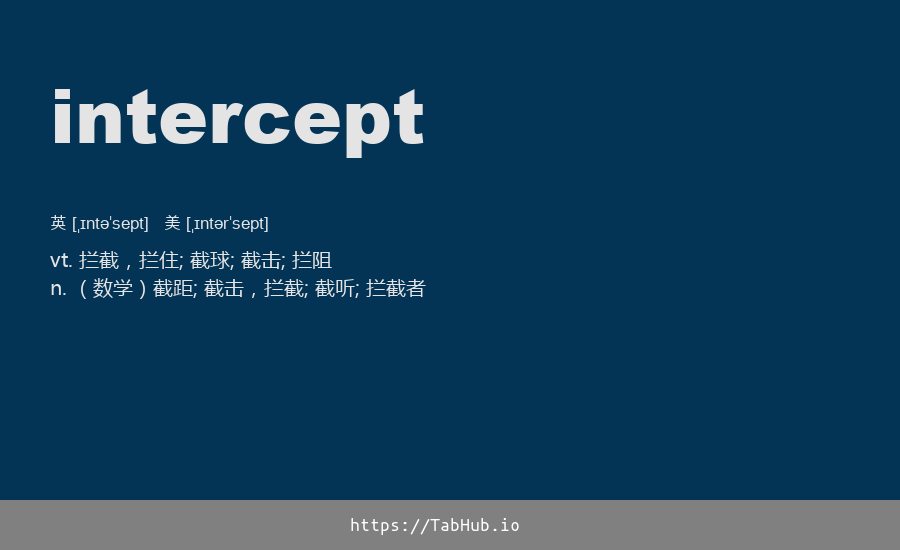 intercept
英 [ˌɪntəˈsept] 美 [ˌɪntərˈsept]
vt. 拦截，拦住; 截球; 截击; 拦阻
n. （数学）截距; 截击，拦截; 截听; 拦截者
https://TabHub.io